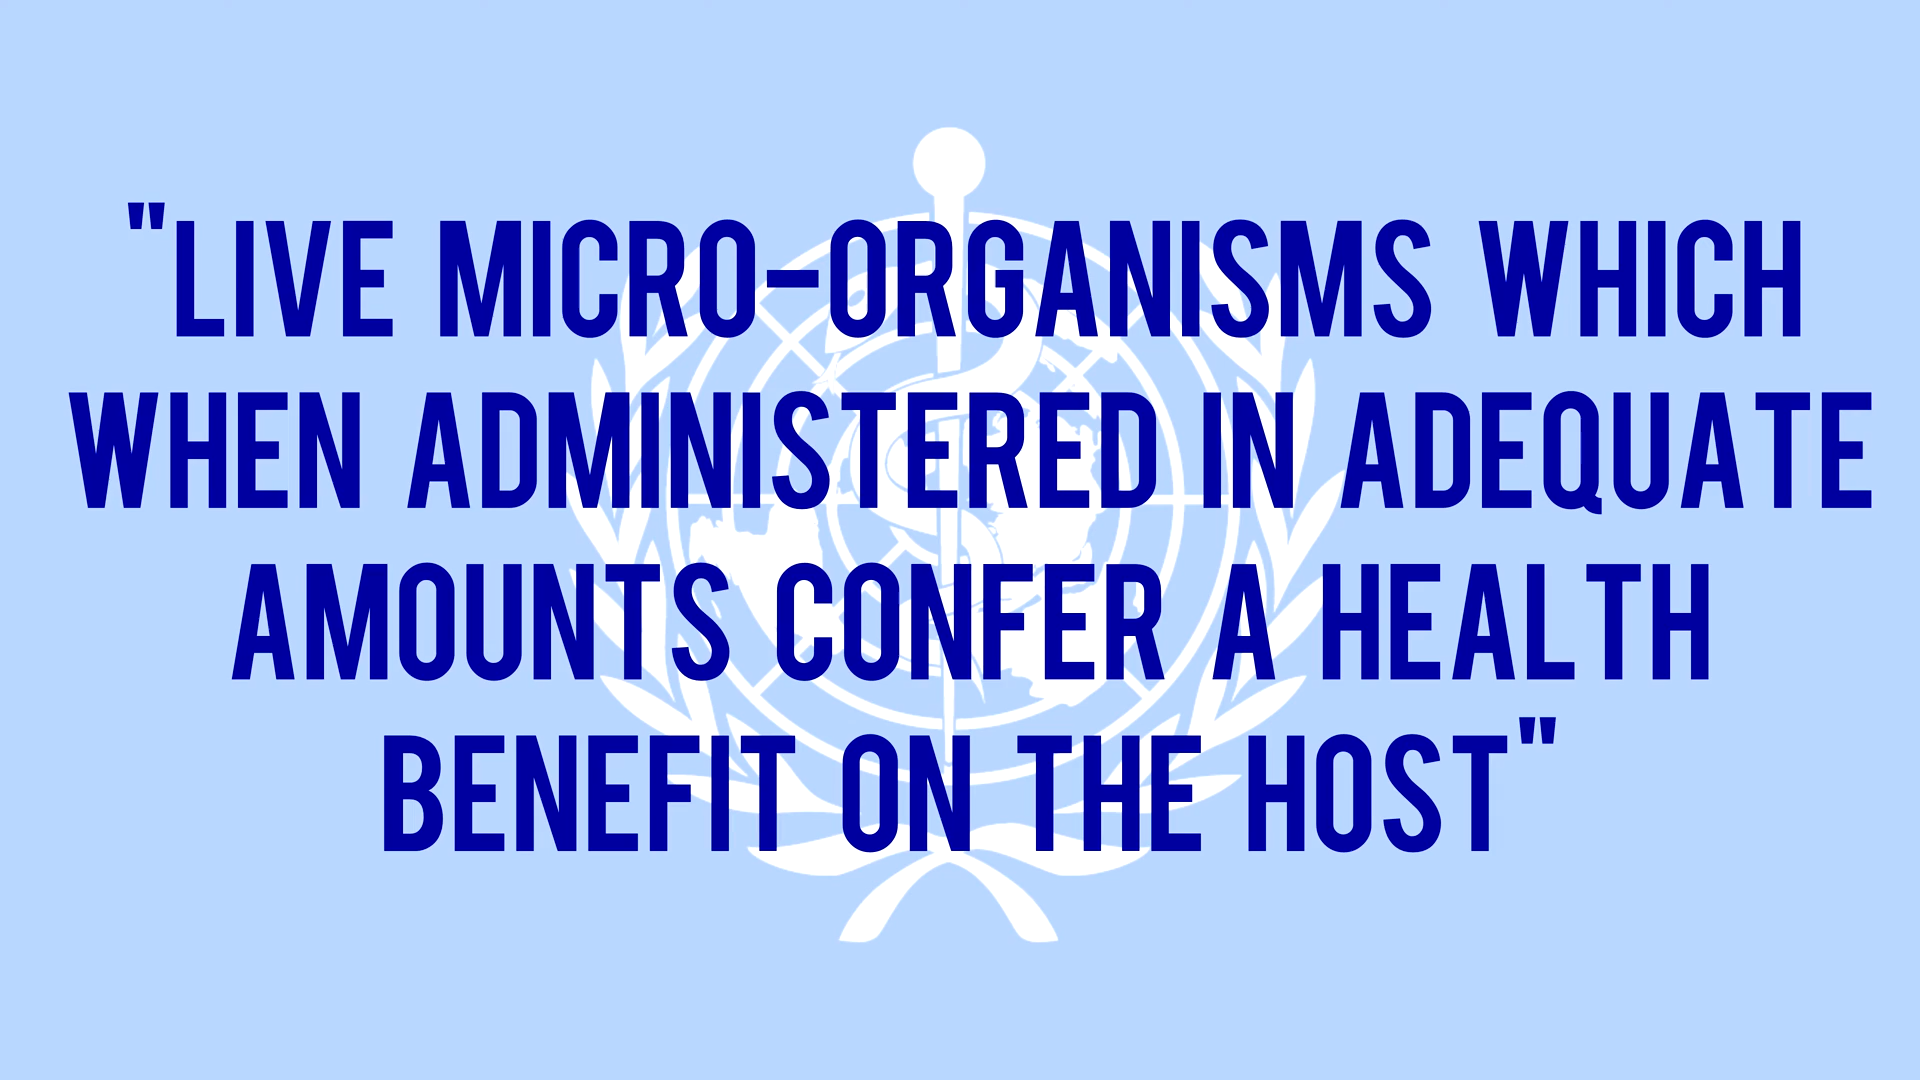 "LIVE MICRO-ORGANISMS WHICH
WHEN ADMINISTERED IN ADEQUATE
AMOUNTS CONFER A HEALTH
BENEFIT ON THE HOST"